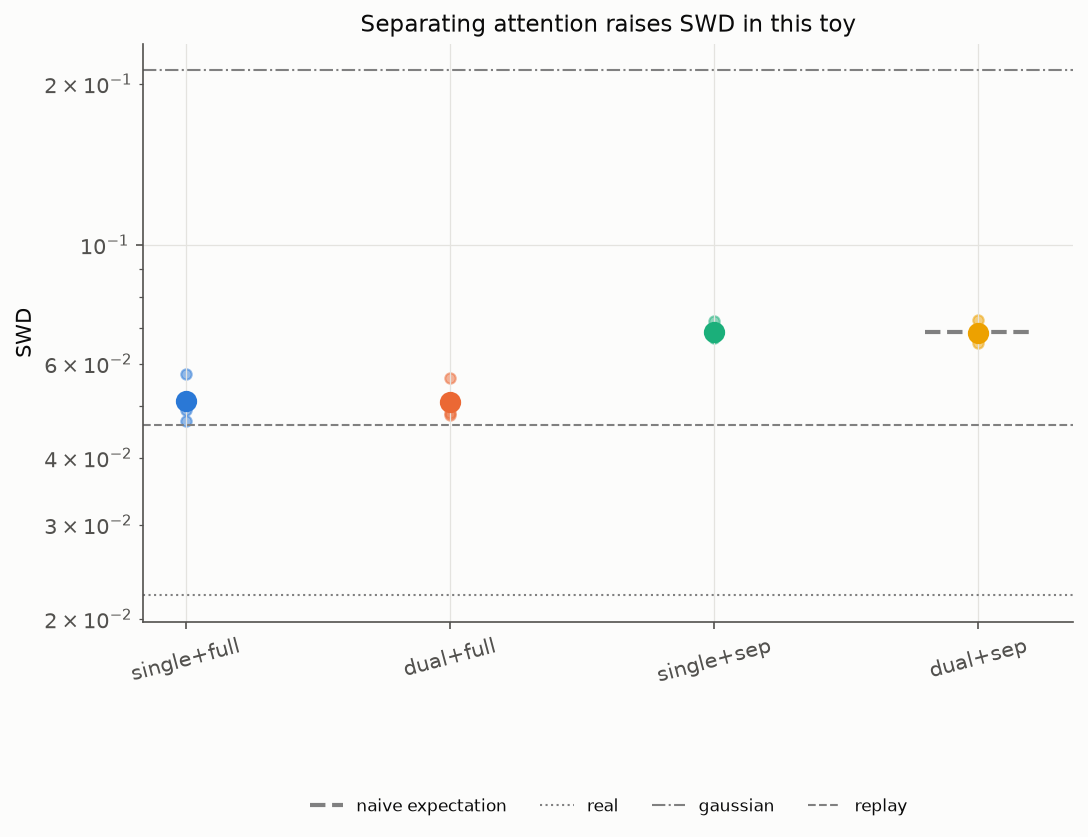 Separating attention raises SWD in this toy
SWD
2 × 10⁻¹
10⁻¹
6 × 10⁻²
4 × 10⁻²
3 × 10⁻²
2 × 10⁻²
single+full
dual+full
single+sep
dual+sep
naive expectation
real
gaussian
replay